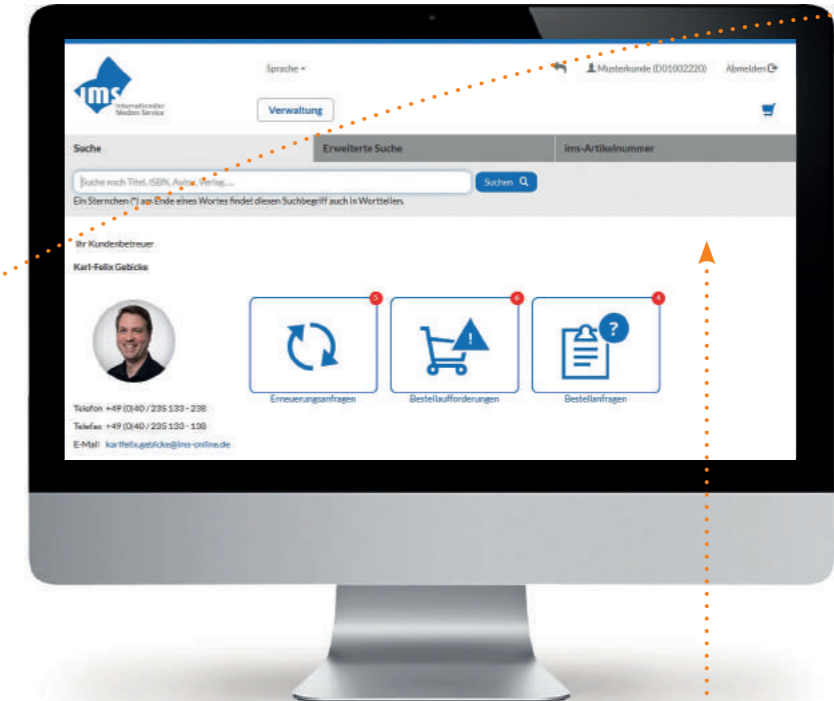 Sprache
Musterkunde (D01002220)
Abmelden
ims
Internationaler
Medien Service
Verwaltung
Suche
Erweiterte Suche
ims-Artikelnummer
Suche nach Titel, ISBN, Autor, Verlag, ...
Suchen
Ein Sternchen (*) am Ende eines Wortes findet diesen Suchbegriff auch in Wortteilen.
Ihr Kundenbetreuer
Karl-Felix Gebicke
5
6
4
!
?
Erneuerungsanfragen
Bestellaufforderungen
Bestellanfragen
Telefon +49 (0)40 / 235 133 - 238
Telefax +49 (0)40 / 235 133 - 138
E-Mail karlfelix.gebicke@ims-online.de